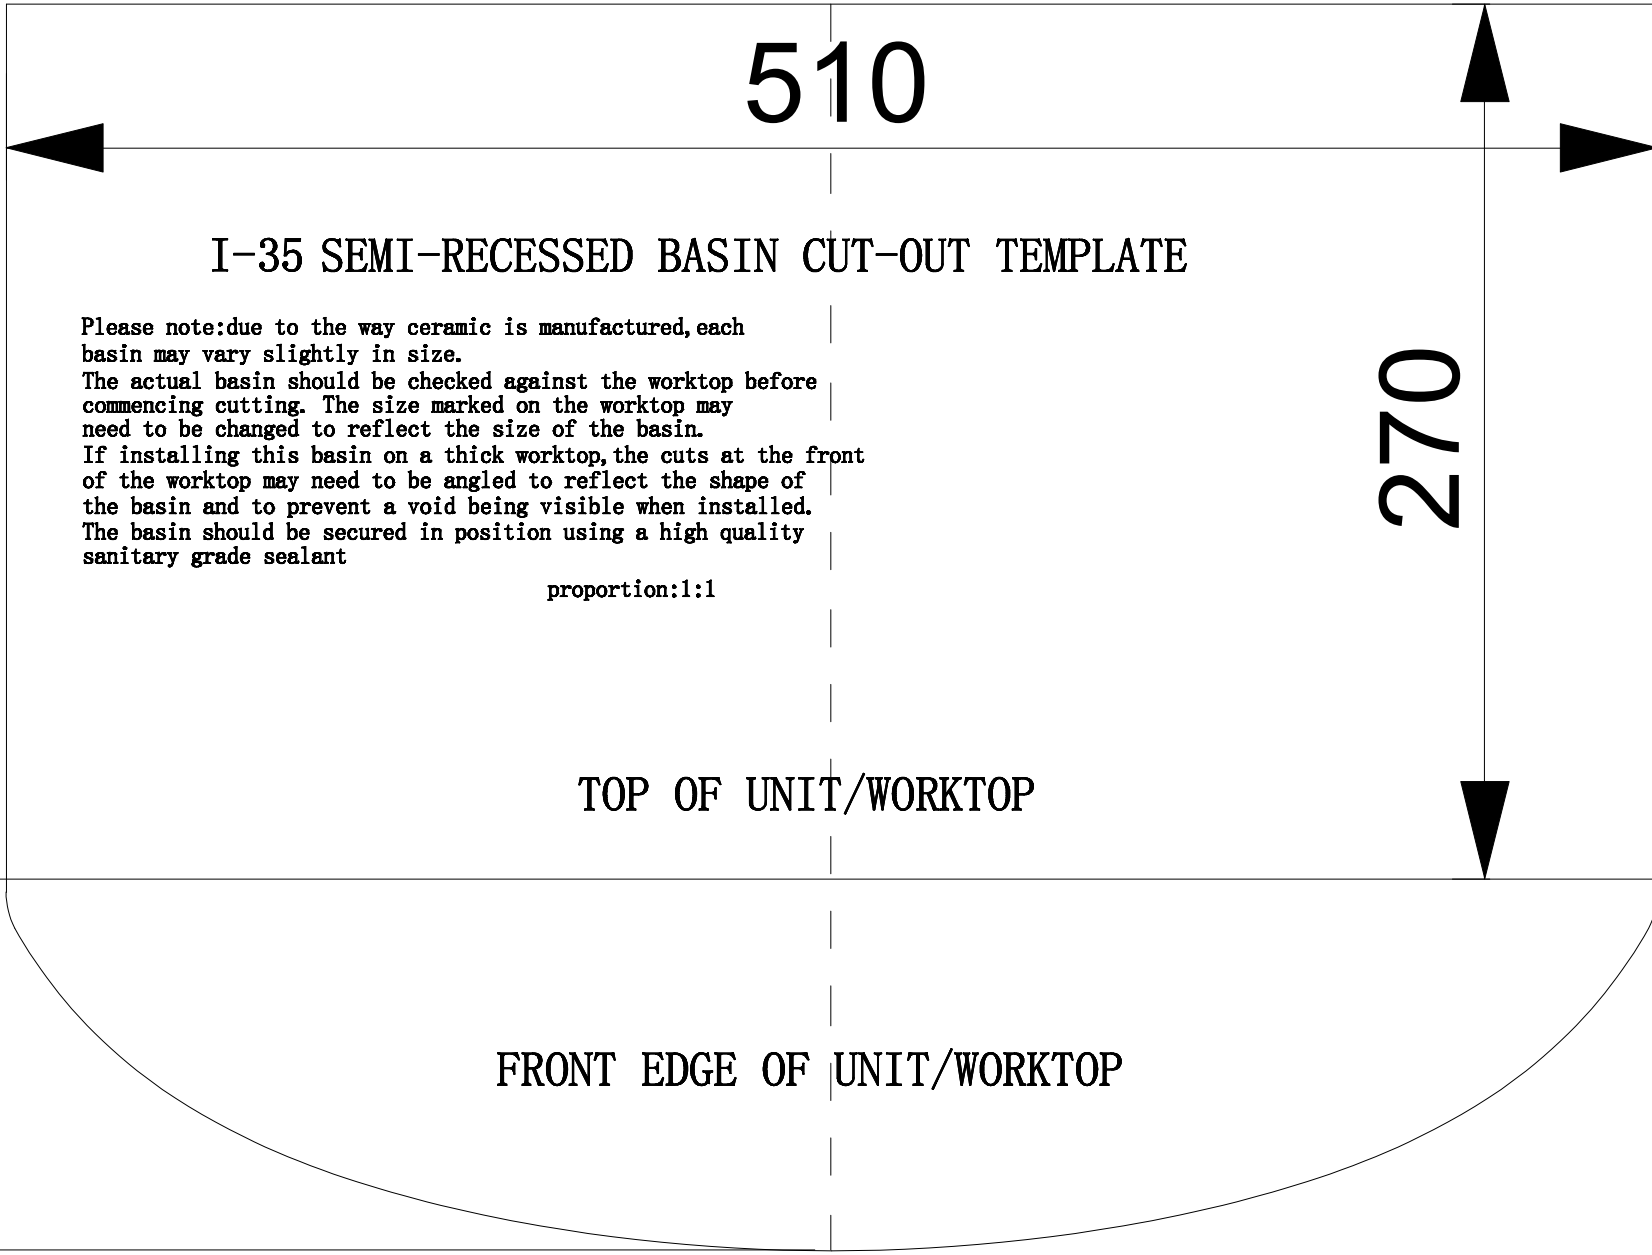 510
I-35 SEMI-RECESSED BASIN CUT-OUT TEMPLATE
Please note:due to the way ceramic is manufactured,each
basin may vary slightly in size.
The actual basin should be checked against the worktop before
commencing cutting. The size marked on the worktop may
need to be changed to reflect the size of the basin.
If installing this basin on a thick worktop,the cuts at the front
of the worktop may need to be angled to reflect the shape of
the basin and to prevent a void being visible when installed.
The basin should be secured in position using a high quality
sanitary grade sealant
proportion:1:1
270
TOP OF UNIT/WORKTOP
FRONT EDGE OF UNIT/WORKTOP